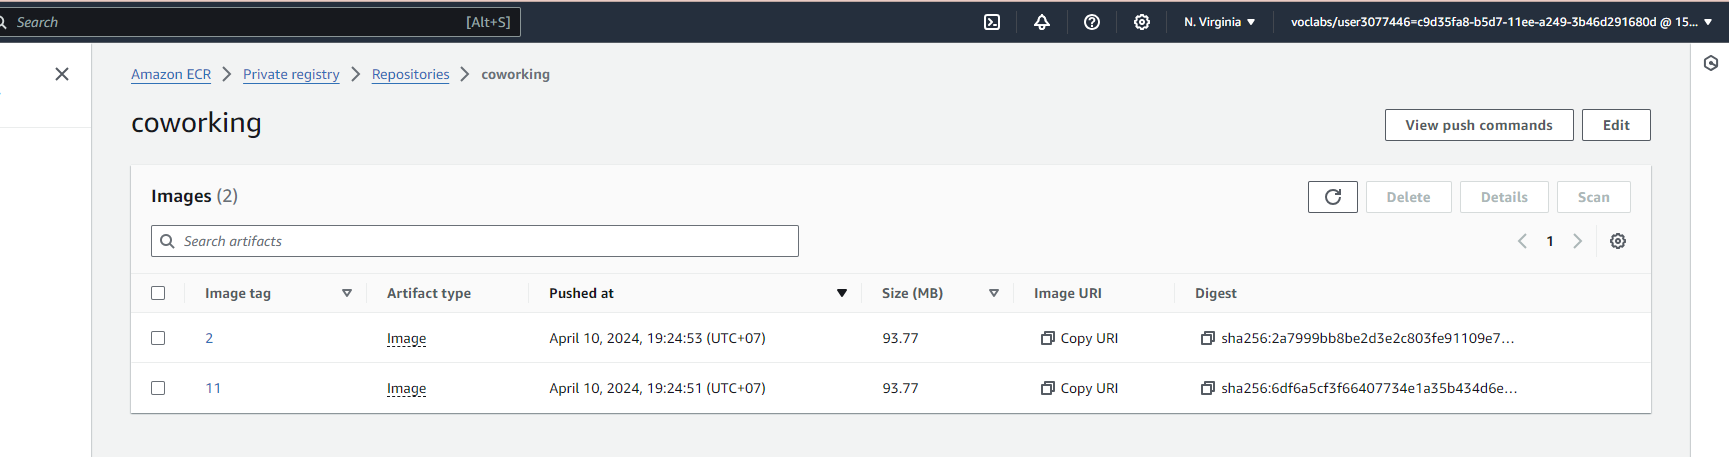 Search [Alt+S] N. Virginia voclabs/user3077446=c9d35fa8-b5d7-11ee-a249-3b46d291680d @ 15...
Amazon ECR Private registry Repositories coworking
coworking View push commands Edit
Images (2) Delete Details Scan
Search artifacts 1
Image tag Artifact type Pushed at Size (MB) Image URI Digest
2 Image April 10, 2024, 19:24:53 (UTC+07) 93.77 Copy URI sha256:2a7999bb8be2d3e2c803fe91109e7...
11 Image April 10, 2024, 19:24:51 (UTC+07) 93.77 Copy URI sha256:6df6a5cf3f66407734e1a35b434d6e...